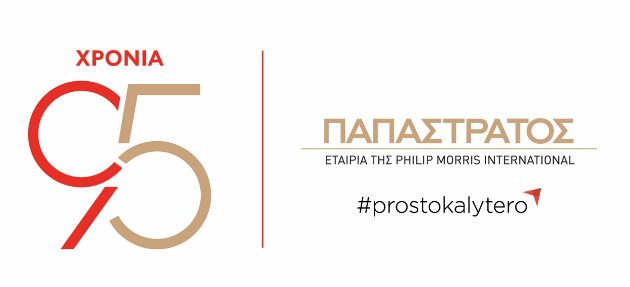 ΧΡΟΝΙΑ
95
ΠΑΠΑΣΤΡΑΤΟΣ
ΕΤΑΙΡΙΑ ΤΗΣ PHILIP MORRIS INTERNATIONAL
#prostokalytero